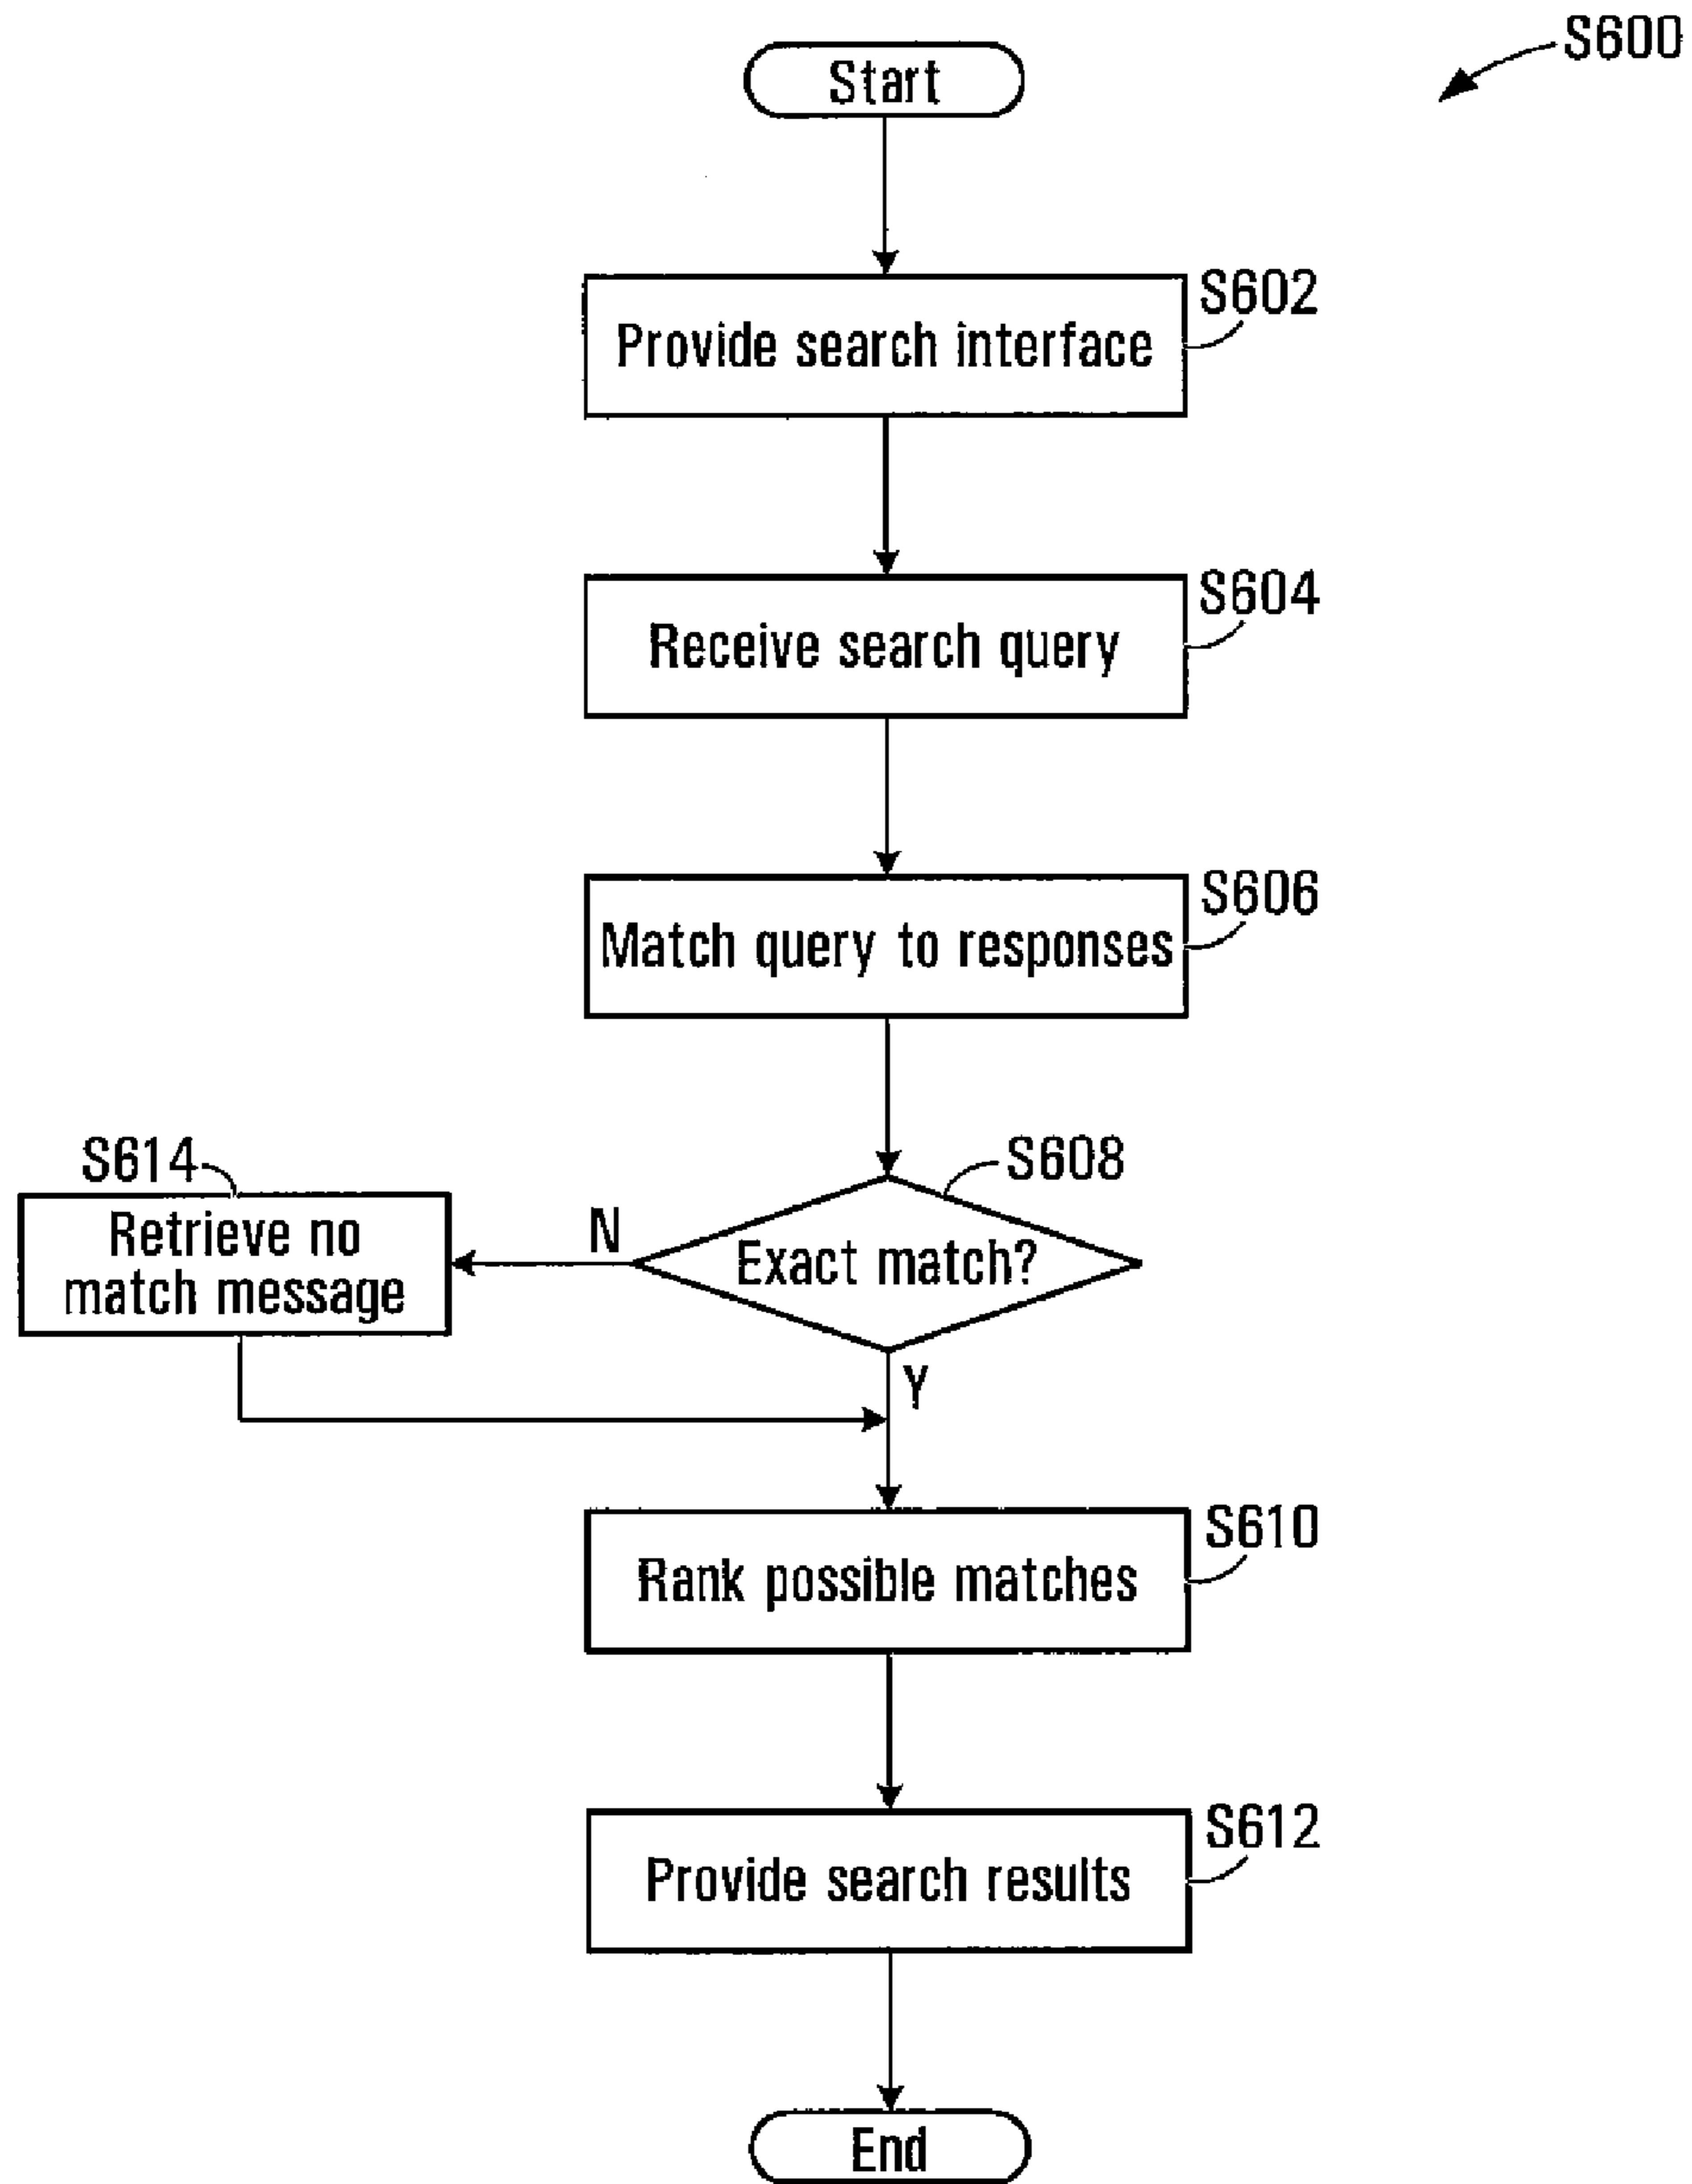 S600
Start
S602
Provide search interface
S604
Receive search query
S606
Match query to responses
S614
S608
Retrieve no
match message
N
Exact match?
Y
S610
Rank possible matches
S612
Provide search results
End